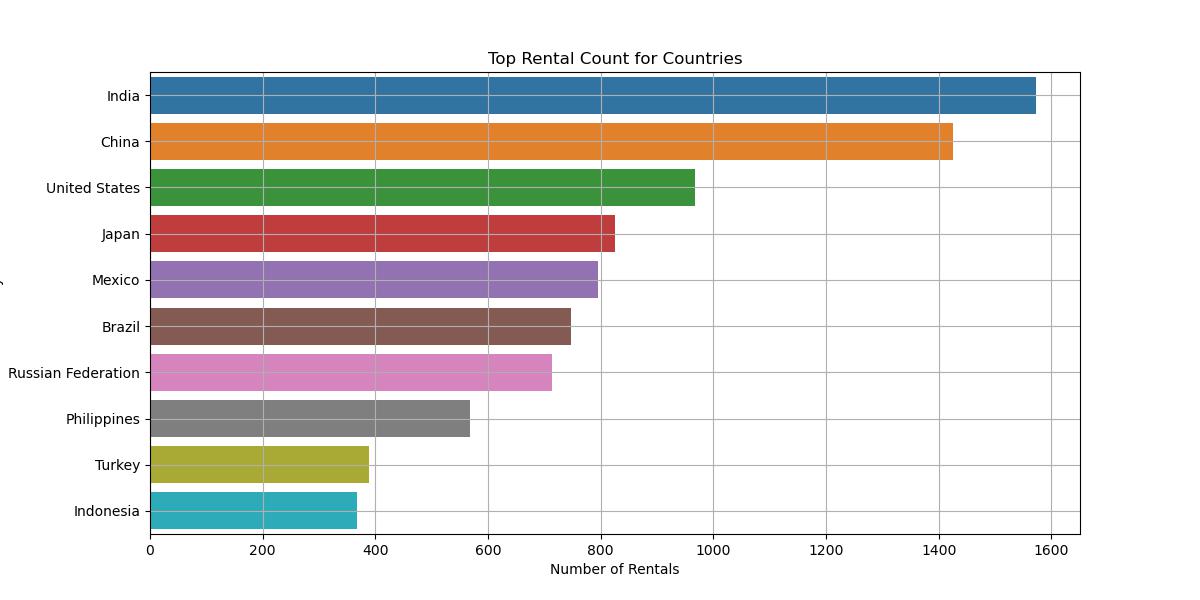 Top Rental Count for Countries
India
China
United States
Japan
Mexico
Brazil
Russian Federation
Philippines
Turkey
Indonesia
0 200 400 600 800 1000 1200 1400 1600
Number of Rentals